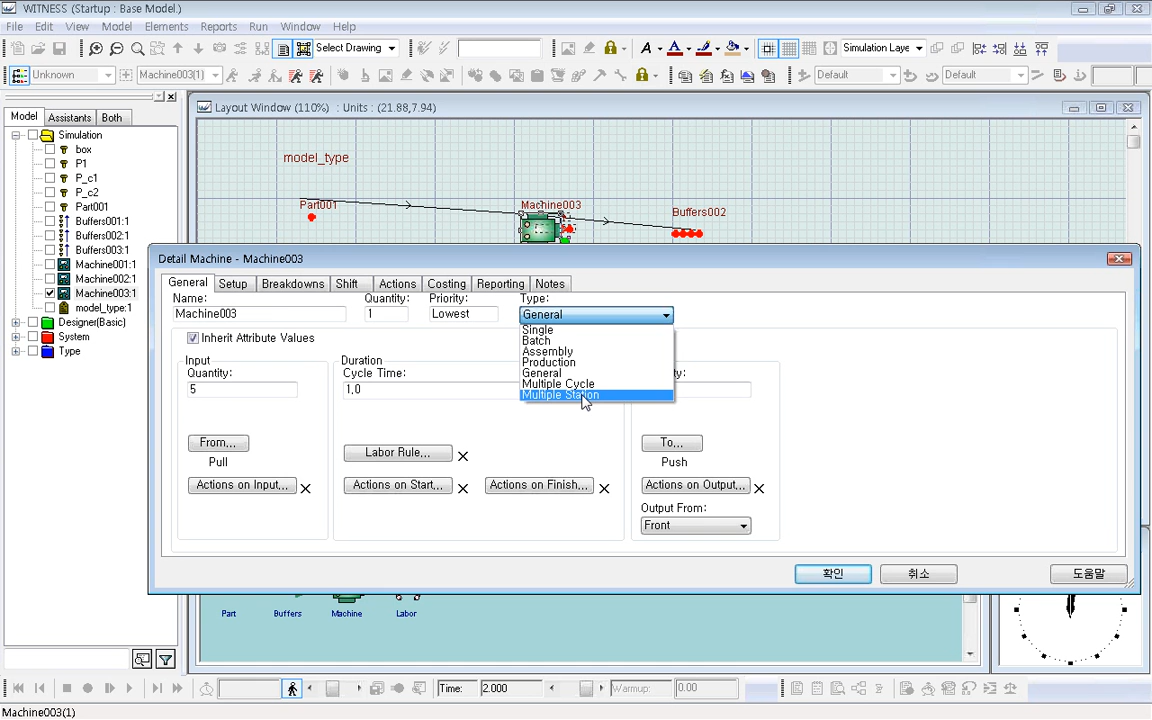 WITNESS (Startup : Base Model.)
File Edit View Model Elements Reports Run Window Help
Select Drawing
Simulation Laye
Unknown
Machine003(1)
Default
Default
Model Assistants Both
Layout Window (110%) : Units : (21.88,7.94)
Simulation
box
P1
P_c1
P_c2
Part001
Buffers001:1
Buffers002:1
Buffers003:1
Machine001:1
Machine002:1
Machine003:1
model_type:1
Designer(Basic)
System
Type
model_type
Part001
Machine003
Buffers002
Detail Machine - Machine003
General Setup Breakdowns Shift Actions Costing Reporting Notes
Name: Quantity: Priority: Type:
Machine003 1 Lowest General
Single
Batch
Assembly
Production
General
Multiple Cycle
Multiple Station
Inherit Attribute Values
Input
Quantity:
5
From...
Pull
Actions on Input...
Duration
Cycle Time:
1,0
Labor Rule...
Actions on Start...
Actions on Finish...
ty:
To...
Push
Actions on Output...
Output From:
Front
확인 취소 도움말
Part Buffers Machine Labor
Time: 2.000
Warmup: 0.00
Machine003(1)